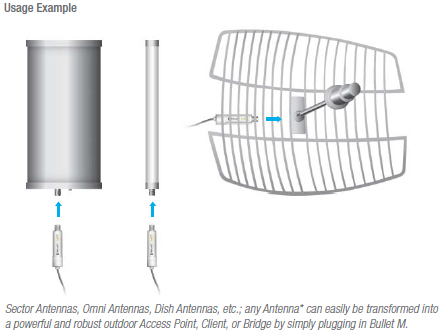 Usage Example
Sector Antennas, Omni Antennas, Dish Antennas, etc.; any Antenna* can easily be transformed into
a powerful and robust outdoor Access Point, Client, or Bridge by simply plugging in Bullet M.